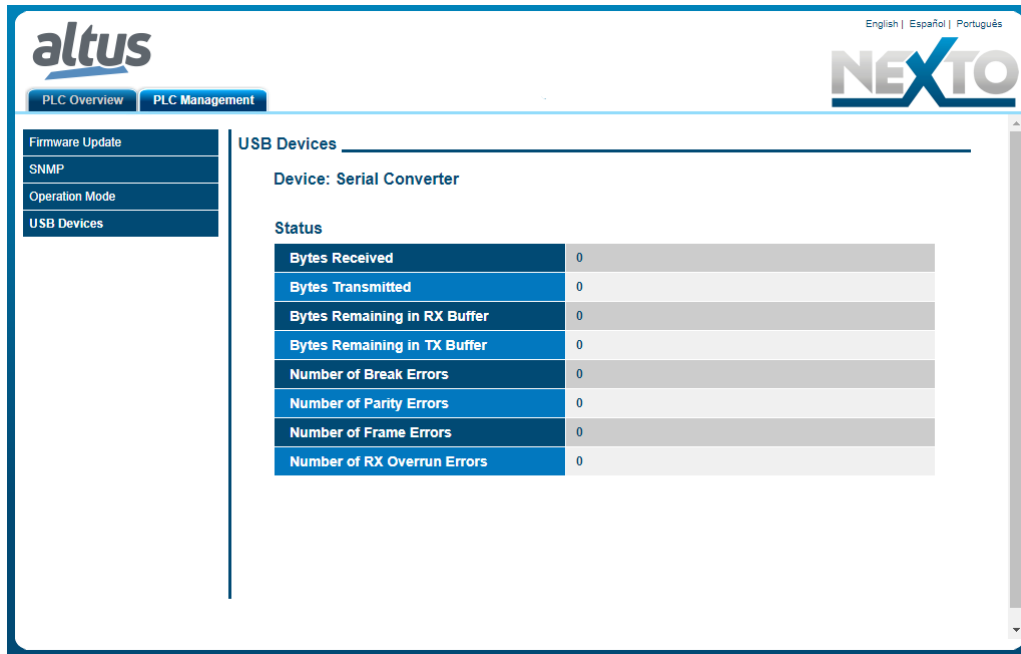 English | Español | Português
altus
NEXTO
PLC Overview PLC Management
Firmware Update
SNMP
Operation Mode
USB Devices
USB Devices
Device: Serial Converter
Status
Bytes Received 0
Bytes Transmitted 0
Bytes Remaining in RX Buffer 0
Bytes Remaining in TX Buffer 0
Number of Break Errors 0
Number of Parity Errors 0
Number of Frame Errors 0
Number of RX Overrun Errors 0